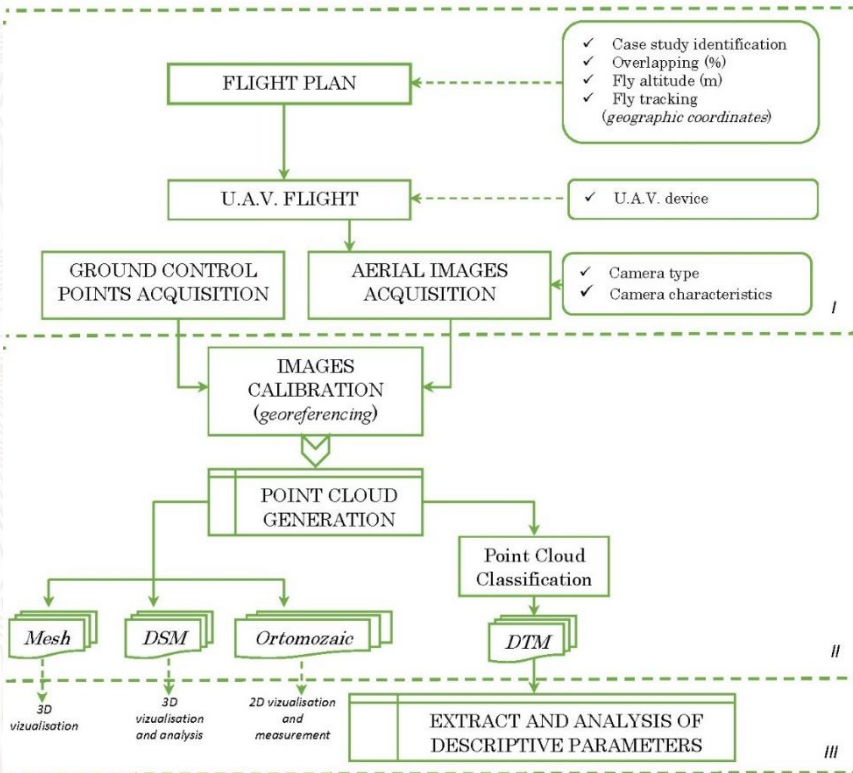 ✓ Case study identification
✓ Overlapping (%)
✓ Fly altitude (m)
✓ Fly tracking
(geographic coordinates)
FLIGHT PLAN
U.A.V. FLIGHT
✓ U.A.V. device
GROUND CONTROL
POINTS ACQUISITION
AERIAL IMAGES
ACQUISITION
✓ Camera type
✓ Camera characteristics
I
IMAGES
CALIBRATION
(georeferencing)
POINT CLOUD
GENERATION
Point Cloud
Classification
Mesh
DSM
Ortomozaic
DTM
II
3D
vizualisation
3D
vizualisation
and analysis
2D vizualisation
and
measurement
EXTRACT AND ANALYSIS OF
DESCRIPTIVE PARAMETERS
III